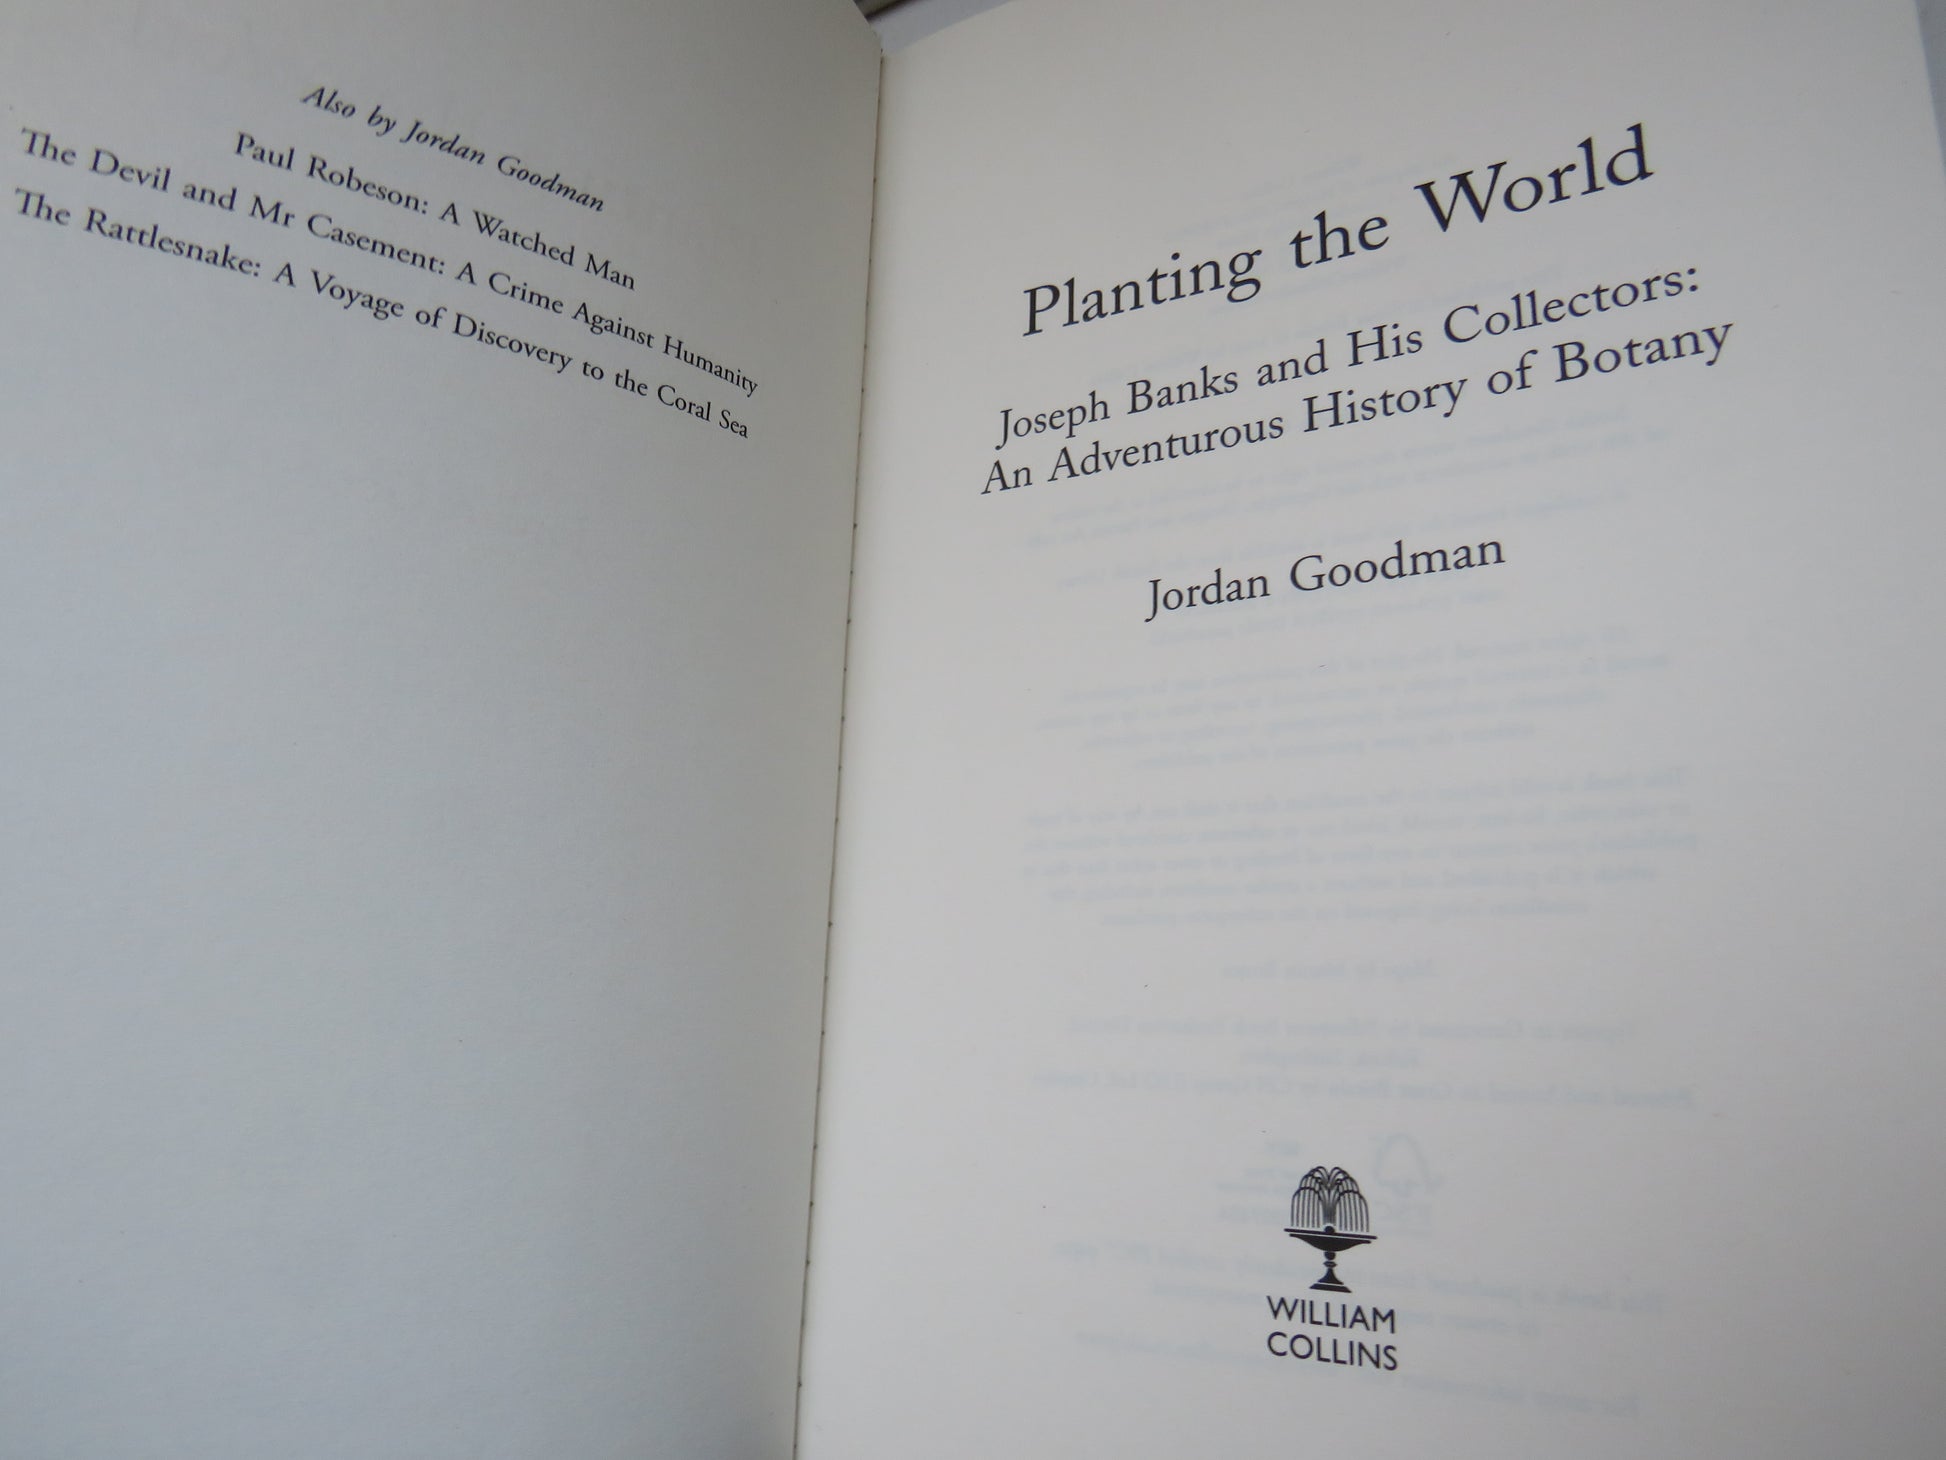 Also by Jordan Goodman
Paul Robeson: A Watched Man
The Devil and Mr Casement: A Crime Against Humanity
The Rattlesnake: A Voyage of Discovery to the Coral Sea
Planting the World
Joseph Banks and His Collectors:
An Adventurous History of Botany
Jordan Goodman
WILLIAM
COLLINS